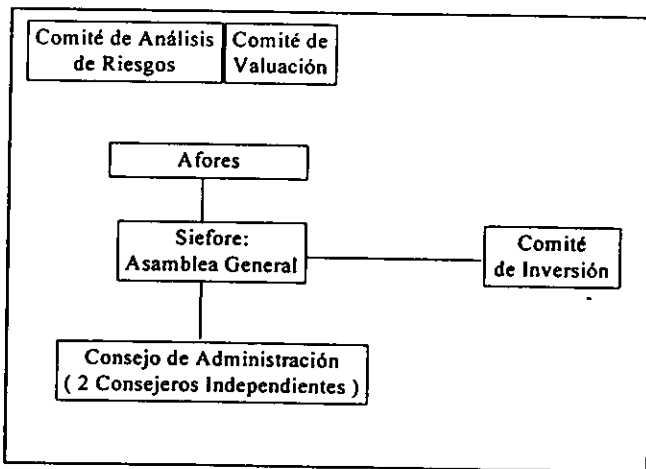 Comité de Análisis
de Riesgos
Comité de
Valuación
Afores
Siefore:
Asamblea General
Comité
de Inversión
Consejo de Administración
( 2 Consejeros Independientes )